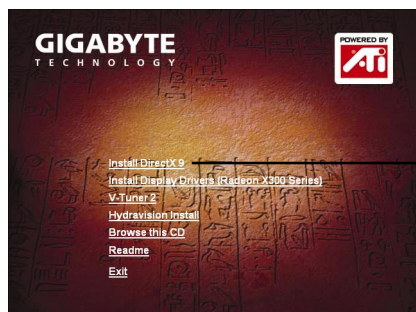 GIGABYTE
TECHNOLOGY
POWERED BY
ATi
Install DirectX 9
Install Display Drivers (Radeon X300 Series)
V-Tuner 2
Hydravision Install
Browse this CD
Readme
Exit